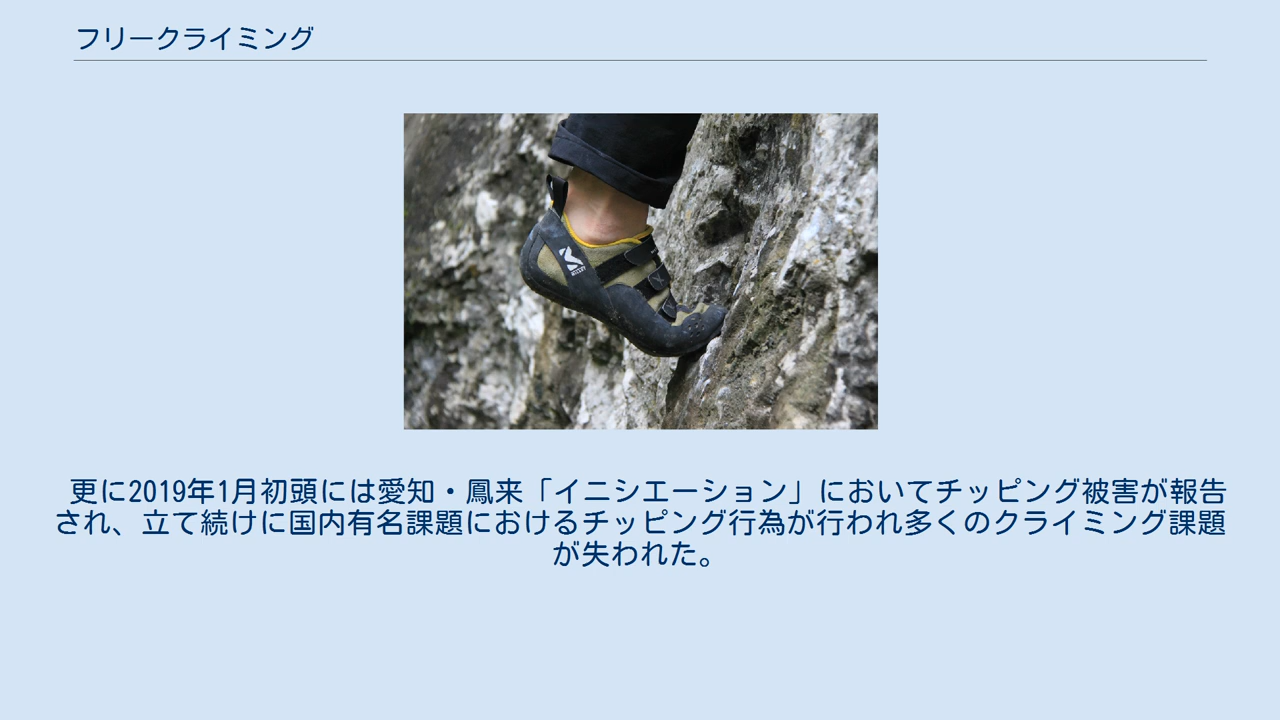 フリークライミング
更に2019年1月初頭には愛知・鳳来「イニシエーション」においてチッピング被害が報告
され、立て続けに国内有名課題におけるチッピング行為が行われ多くのクライミング課題
が失われた。